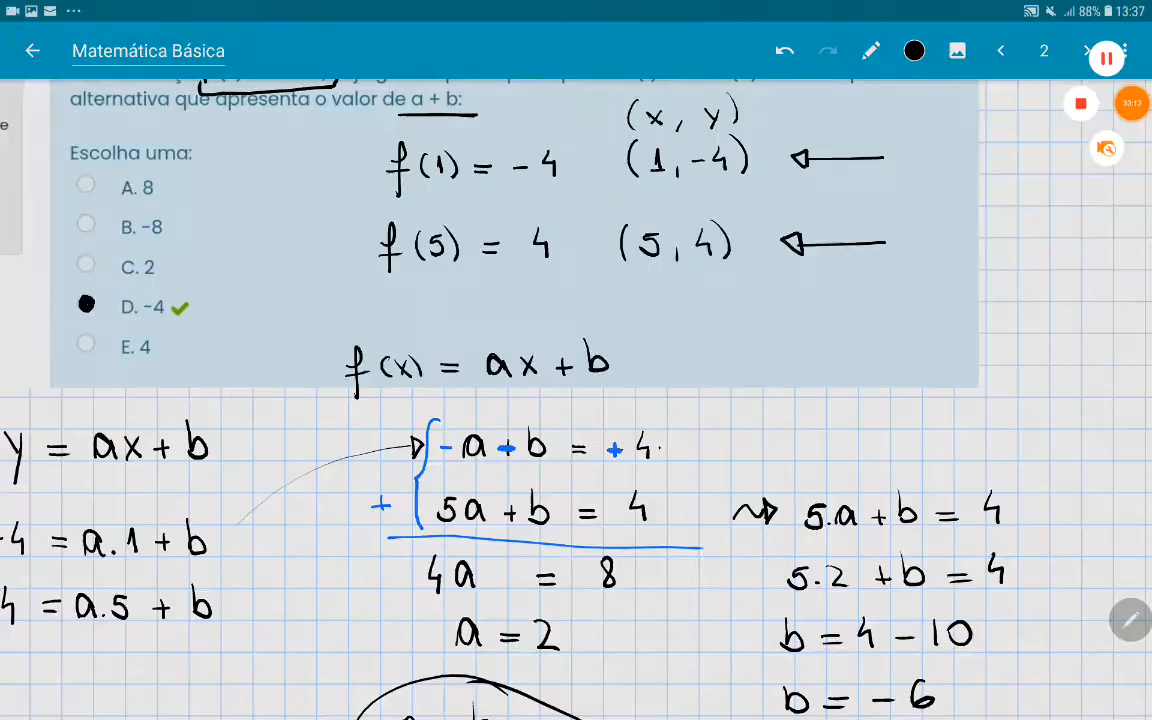 88% 13:37
Matemática Básica
2
33:13
alternativa que apresenta o valor de a + b:
(x, y)
Escolha uma:
f(1) = -4 (1, -4)
A. 8
B. -8
f(5) = 4 (5, 4)
C. 2
D. -4
E. 4
f(x) = ax + b
y = ax + b
-a - b = + 4
+ 5a + b = 4
5.a + b = 4
-4 = a.1 + b
4a = 8
5.2 + b = 4
4 = a.5 + b
a = 2
b = 4 - 10
b = -6